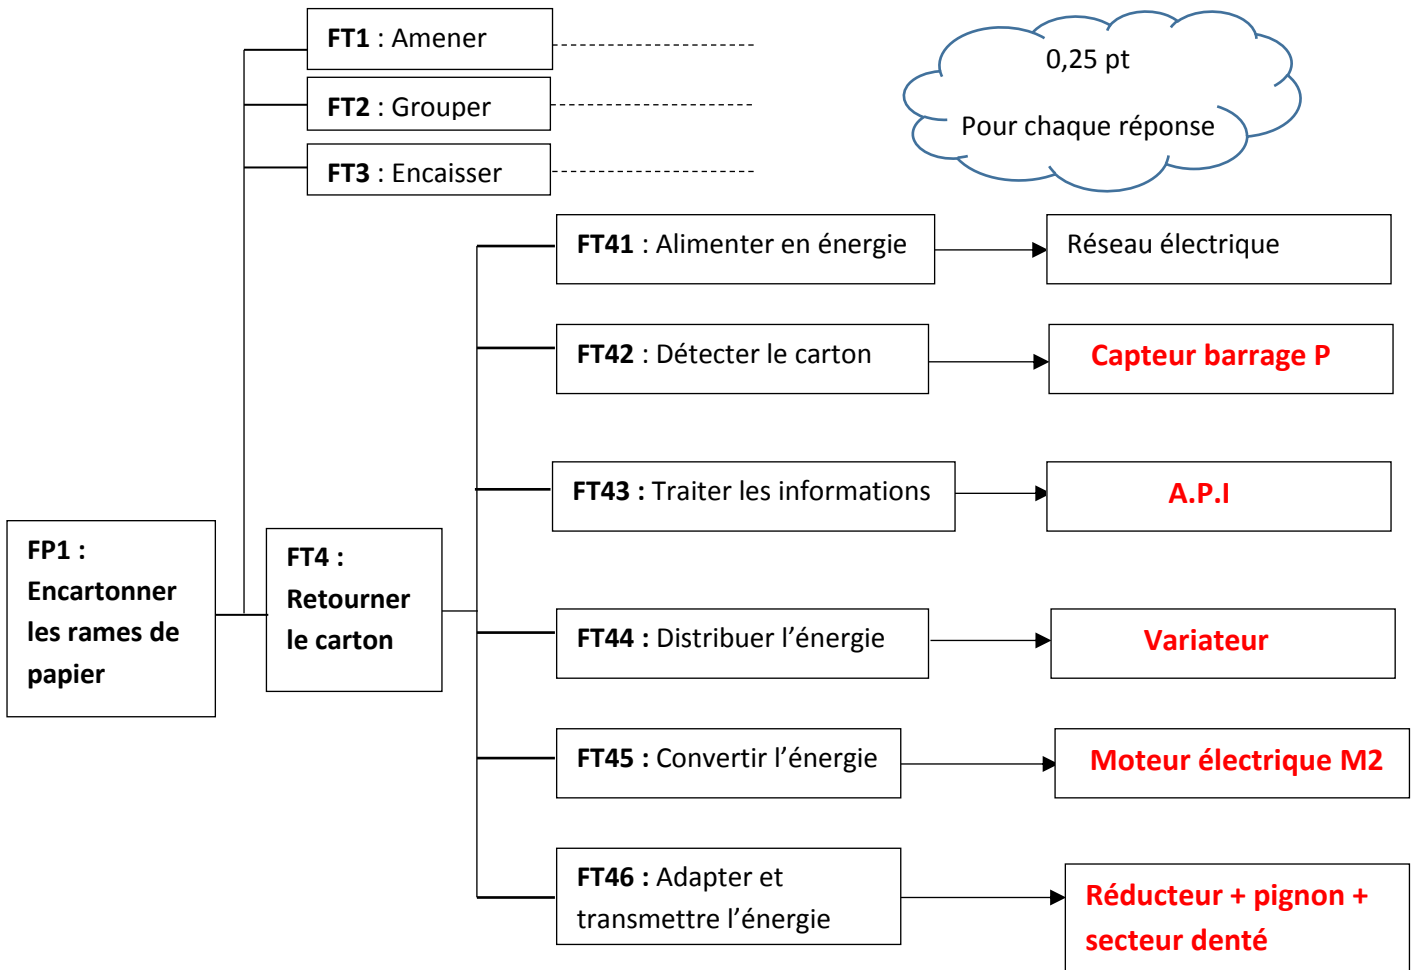 FT1 : Amener
FT2 : Grouper
FT3 : Encaisser
0,25 pt
Pour chaque réponse
FT41 : Alimenter en énergie
Réseau électrique
FT42 : Détecter le carton
Capteur barrage P
FT43 : Traiter les informations
A.P.I
FP1 :
Encartonner
les rames de
papier
FT4 :
Retourner
le carton
FT44 : Distribuer l’énergie
Variateur
FT45 : Convertir l’énergie
Moteur électrique M2
FT46 : Adapter et
transmettre l’énergie
Réducteur + pignon +
secteur denté